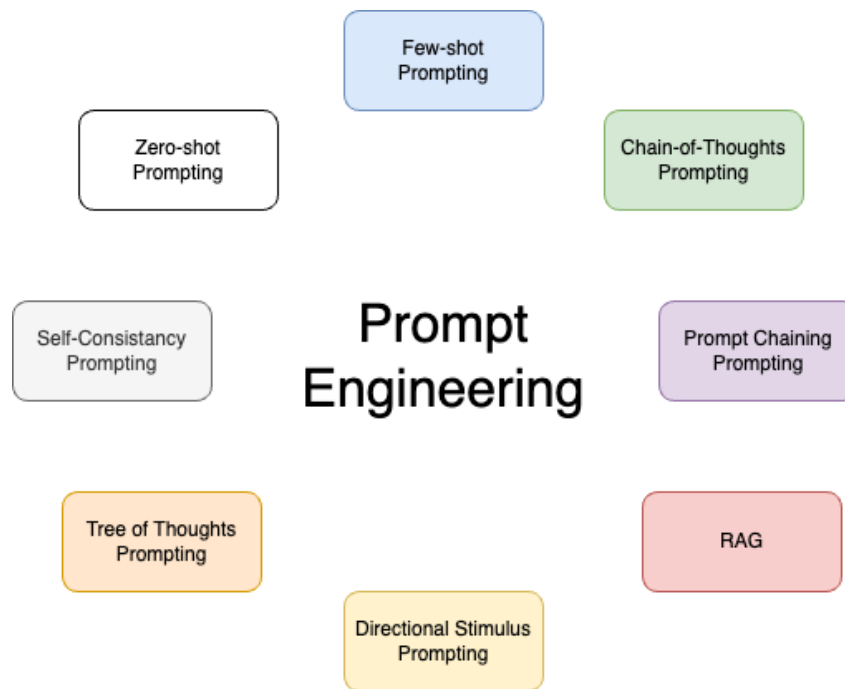 Few-shot
Prompting
Zero-shot
Prompting
Chain-of-Thoughts
Prompting
Self-Consistancy
Prompting
Prompt
Engineering
Prompt Chaining
Prompting
Tree of Thoughts
Prompting
RAG
Directional Stimulus
Prompting